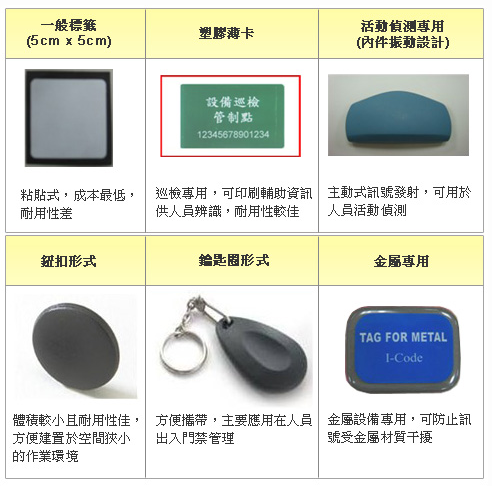 一般標籤
(5cm x 5cm)
塑膠薄卡
活動偵測專用
(內件振動設計)
設備巡檢
管制點
12345678901234
粘貼式，成本最低，
耐用性差
巡檢專用，可印刷輔助資訊
供人員辨識，耐用性較佳
主動式訊號發射，可用於
人員活動偵測
鈕扣形式
鑰匙圈形式
金屬專用
TAG FOR METAL
I-Code
體積較小且耐用性佳，
方便建置於空間狹小
的作業環境
方便攜帶，主要應用在人員
出入門禁管理
金屬設備專用，可防止訊
號受金屬材質干擾